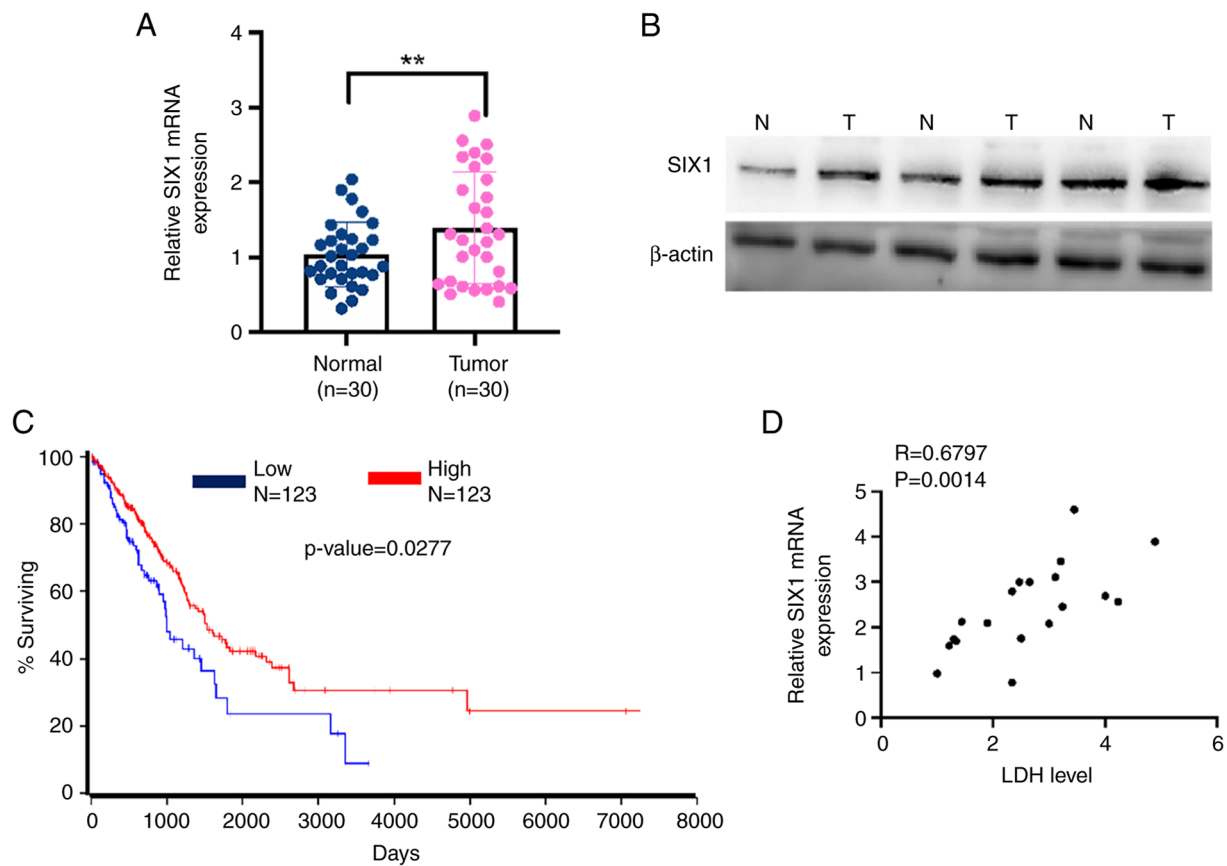 A
Relative SIX1 mRNA
expression
4
3
2
1
0
**
Normal
(n=30)
Tumor
(n=30)
B
N T N T N T
SIX1
β-actin
C
% Surviving
100
80
60
40
20
0
Low
N=123
High
N=123
p-value=0.0277
0 1000 2000 3000 4000 5000 6000 7000 8000
Days
D
R=0.6797
P=0.0014
Relative SIX1 mRNA
expression
5
4
3
2
1
0
0 2 4 6
LDH level